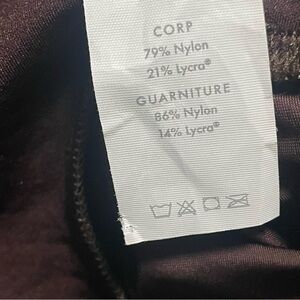 CORP
79% Nylon
21% Lycra®
GUARNITURE
86% Nylon
14% Lycra®